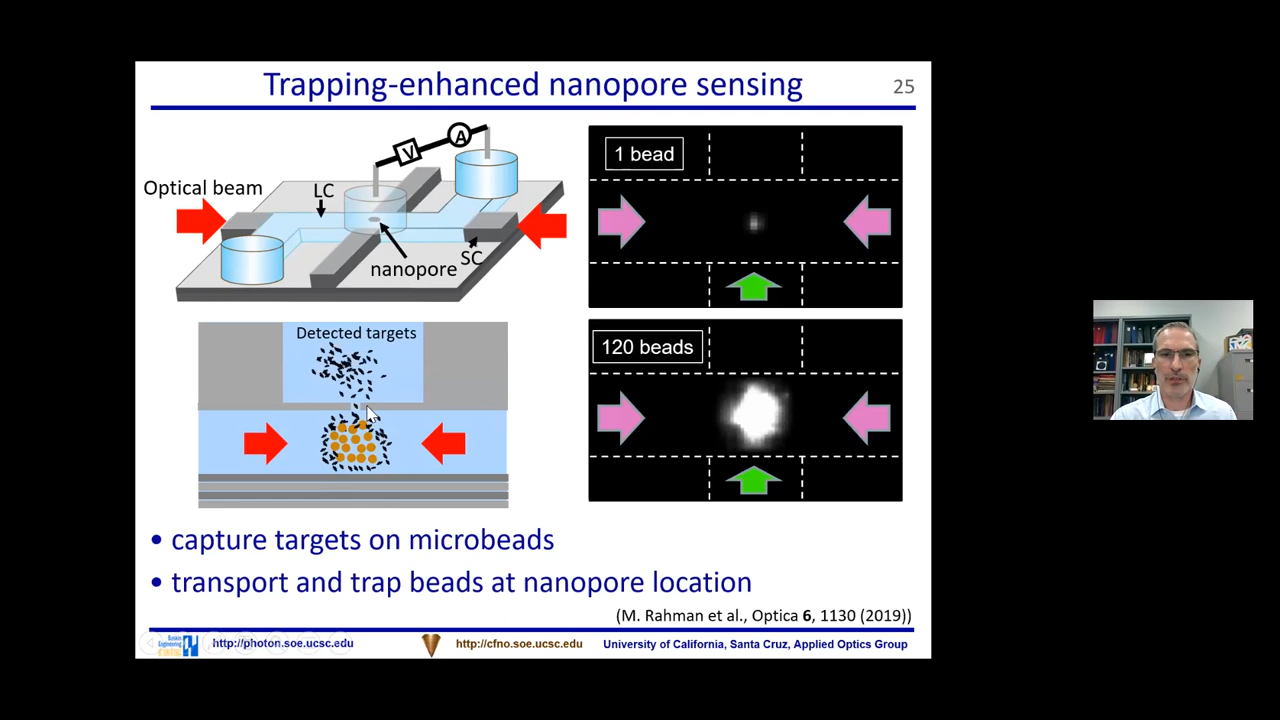 Trapping-enhanced nanopore sensing
25
V
A
Optical beam
LC
nanopore
SC
1 bead
Detected targets
120 beads
• capture targets on microbeads
• transport and trap beads at nanopore location
(M. Rahman et al., Optica 6, 1130 (2019))
Baskin
Engineering
http://photon.soe.ucsc.edu
http://cfno.soe.ucsc.edu
University of California, Santa Cruz, Applied Optics Group